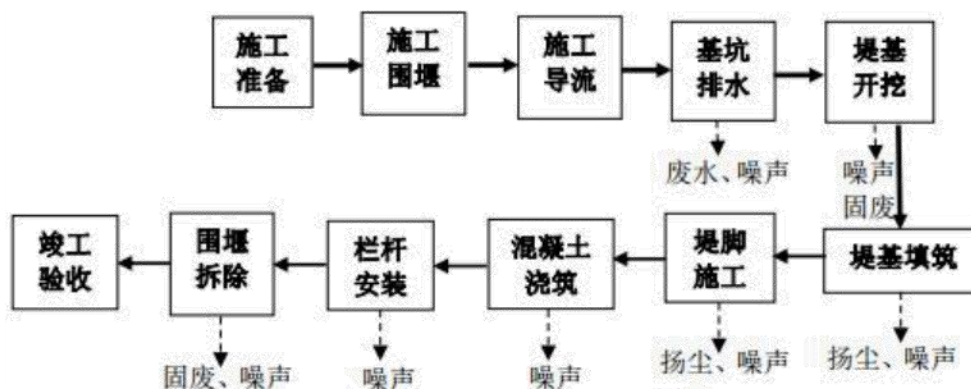 施工
准备
施工
围堰
施工
导流
基坑
排水
堤基
开挖
废水、噪声
噪声
固废
竣工
验收
围堰
拆除
栏杆
安装
混凝土
浇筑
堤脚
施工
堤基填筑
固废、噪声
噪声
噪声
扬尘、噪声
扬尘、噪声